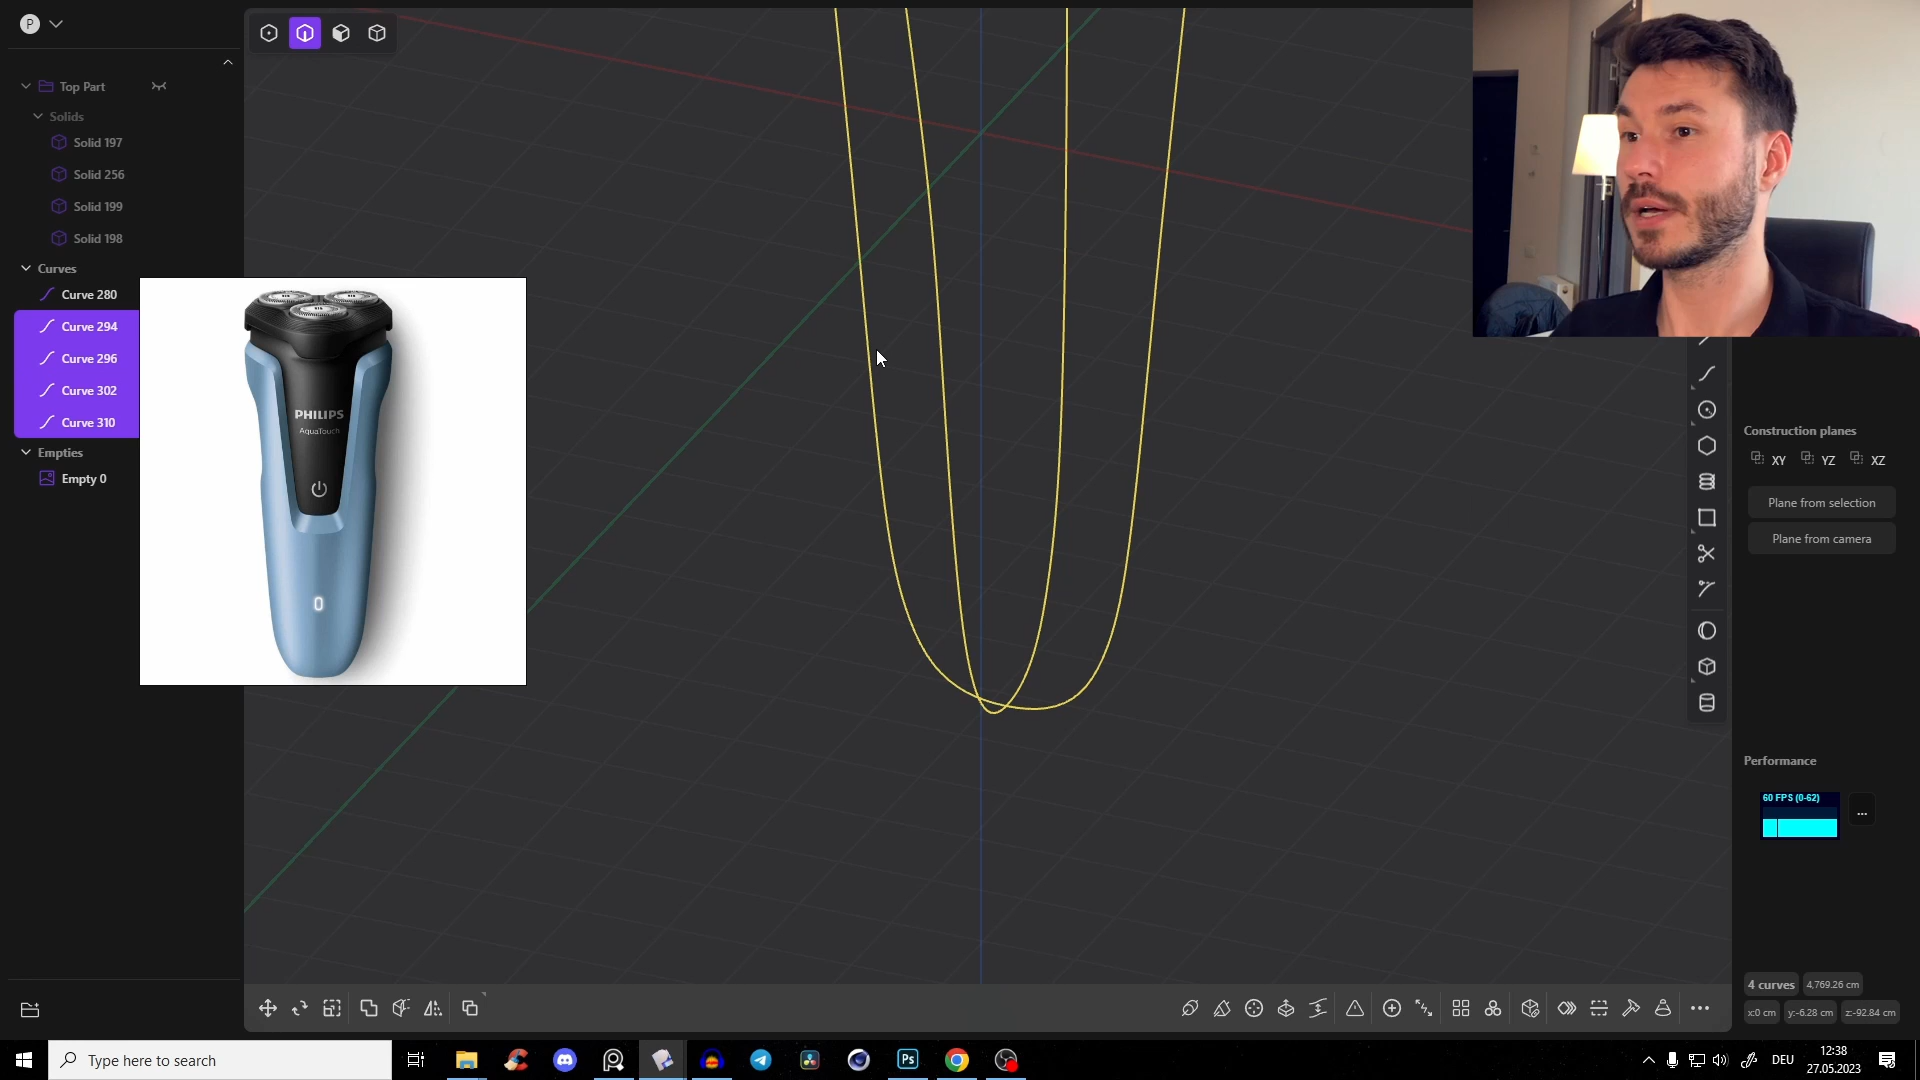 P
Top Part
Solids
Solid 197
Solid 256
Solid 199
Solid 198
Curves
Curve 280
Curve 294
Curve 296
Curve 302
Curve 310
Empties
Empty 0
PHILIPS
AquaTouch
Construction planes
XY YZ XZ
Plane from selection
Plane from camera
Performance
60 FPS (0-62)
...
4 curves 4,769.26 cm
x:0 cm y:-6.28 cm z:-92.84 cm
Type here to search
Ps
DEU
12:38
27.05.2023